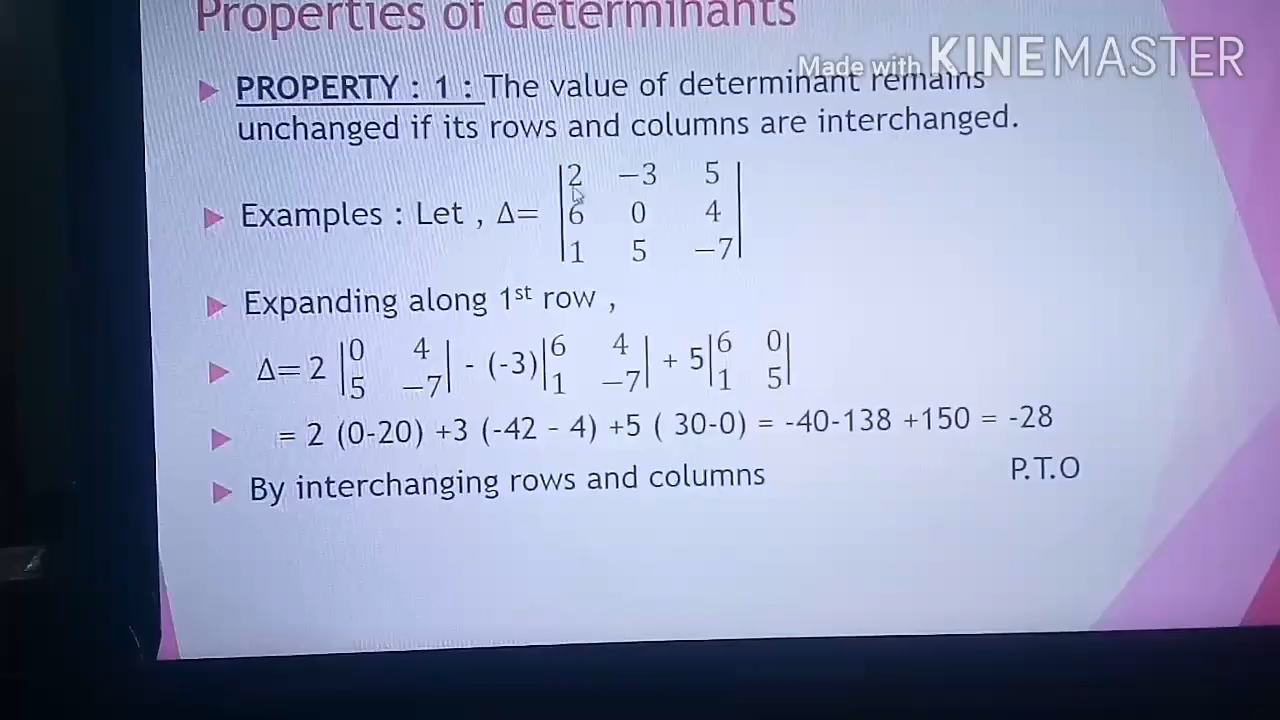 Properties of determinants
Made with KINEMASTER
PROPERTY : 1 : The value of determinant remains
unchanged if its rows and columns are interchanged.
2 −3 5
Examples : Let , Δ= 6 0 4
1 5 −7
Expanding along 1st row ,
Δ= 2 |0 4| - (-3)|6 4| + 5|6 0|
|5 −7| |1 −7| |1 5|
= 2 (0-20) +3 (-42 - 4) +5 ( 30-0) = -40-138 +150 = -28
By interchanging rows and columns P.T.O